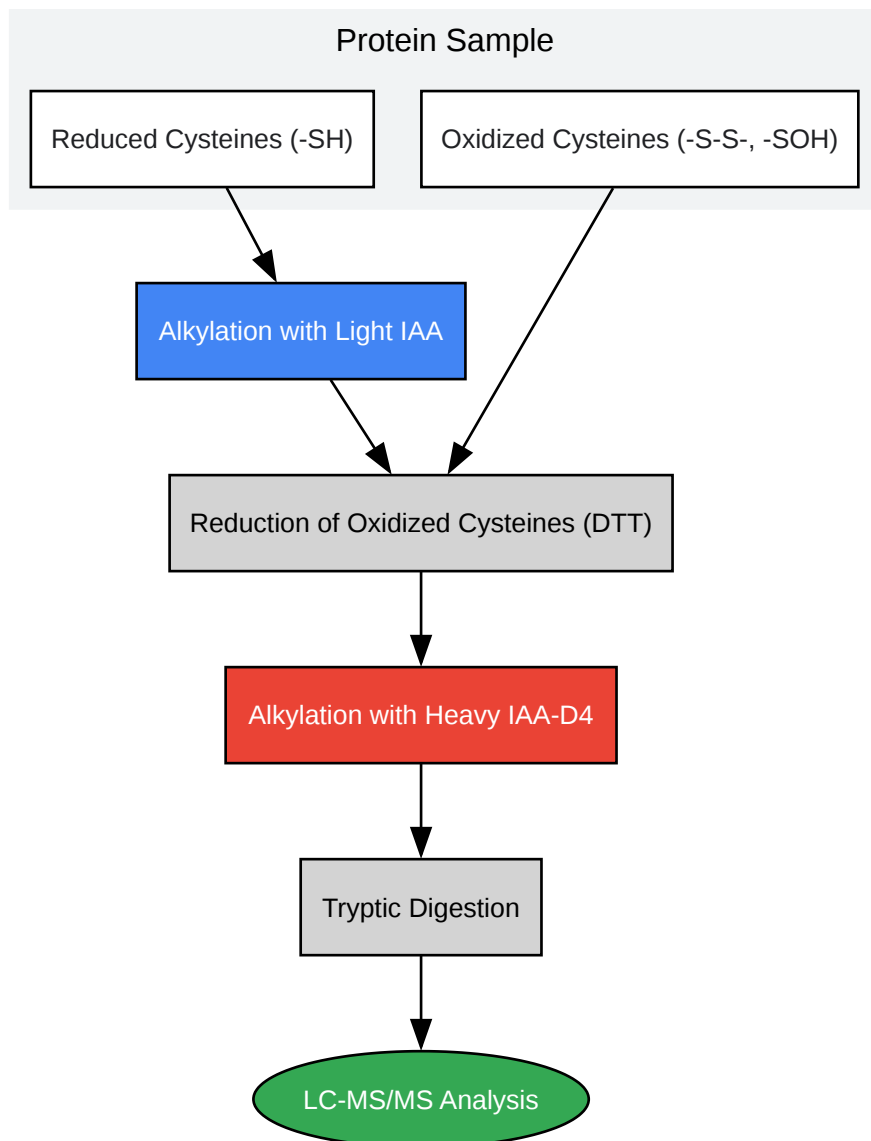 Protein Sample
Reduced Cysteines (-SH)
Oxidized Cysteines (-S-S-, -SOH)
Alkylation with Light IAA
Reduction of Oxidized Cysteines (DTT)
Alkylation with Heavy IAA-D4
Tryptic Digestion
LC-MS/MS Analysis